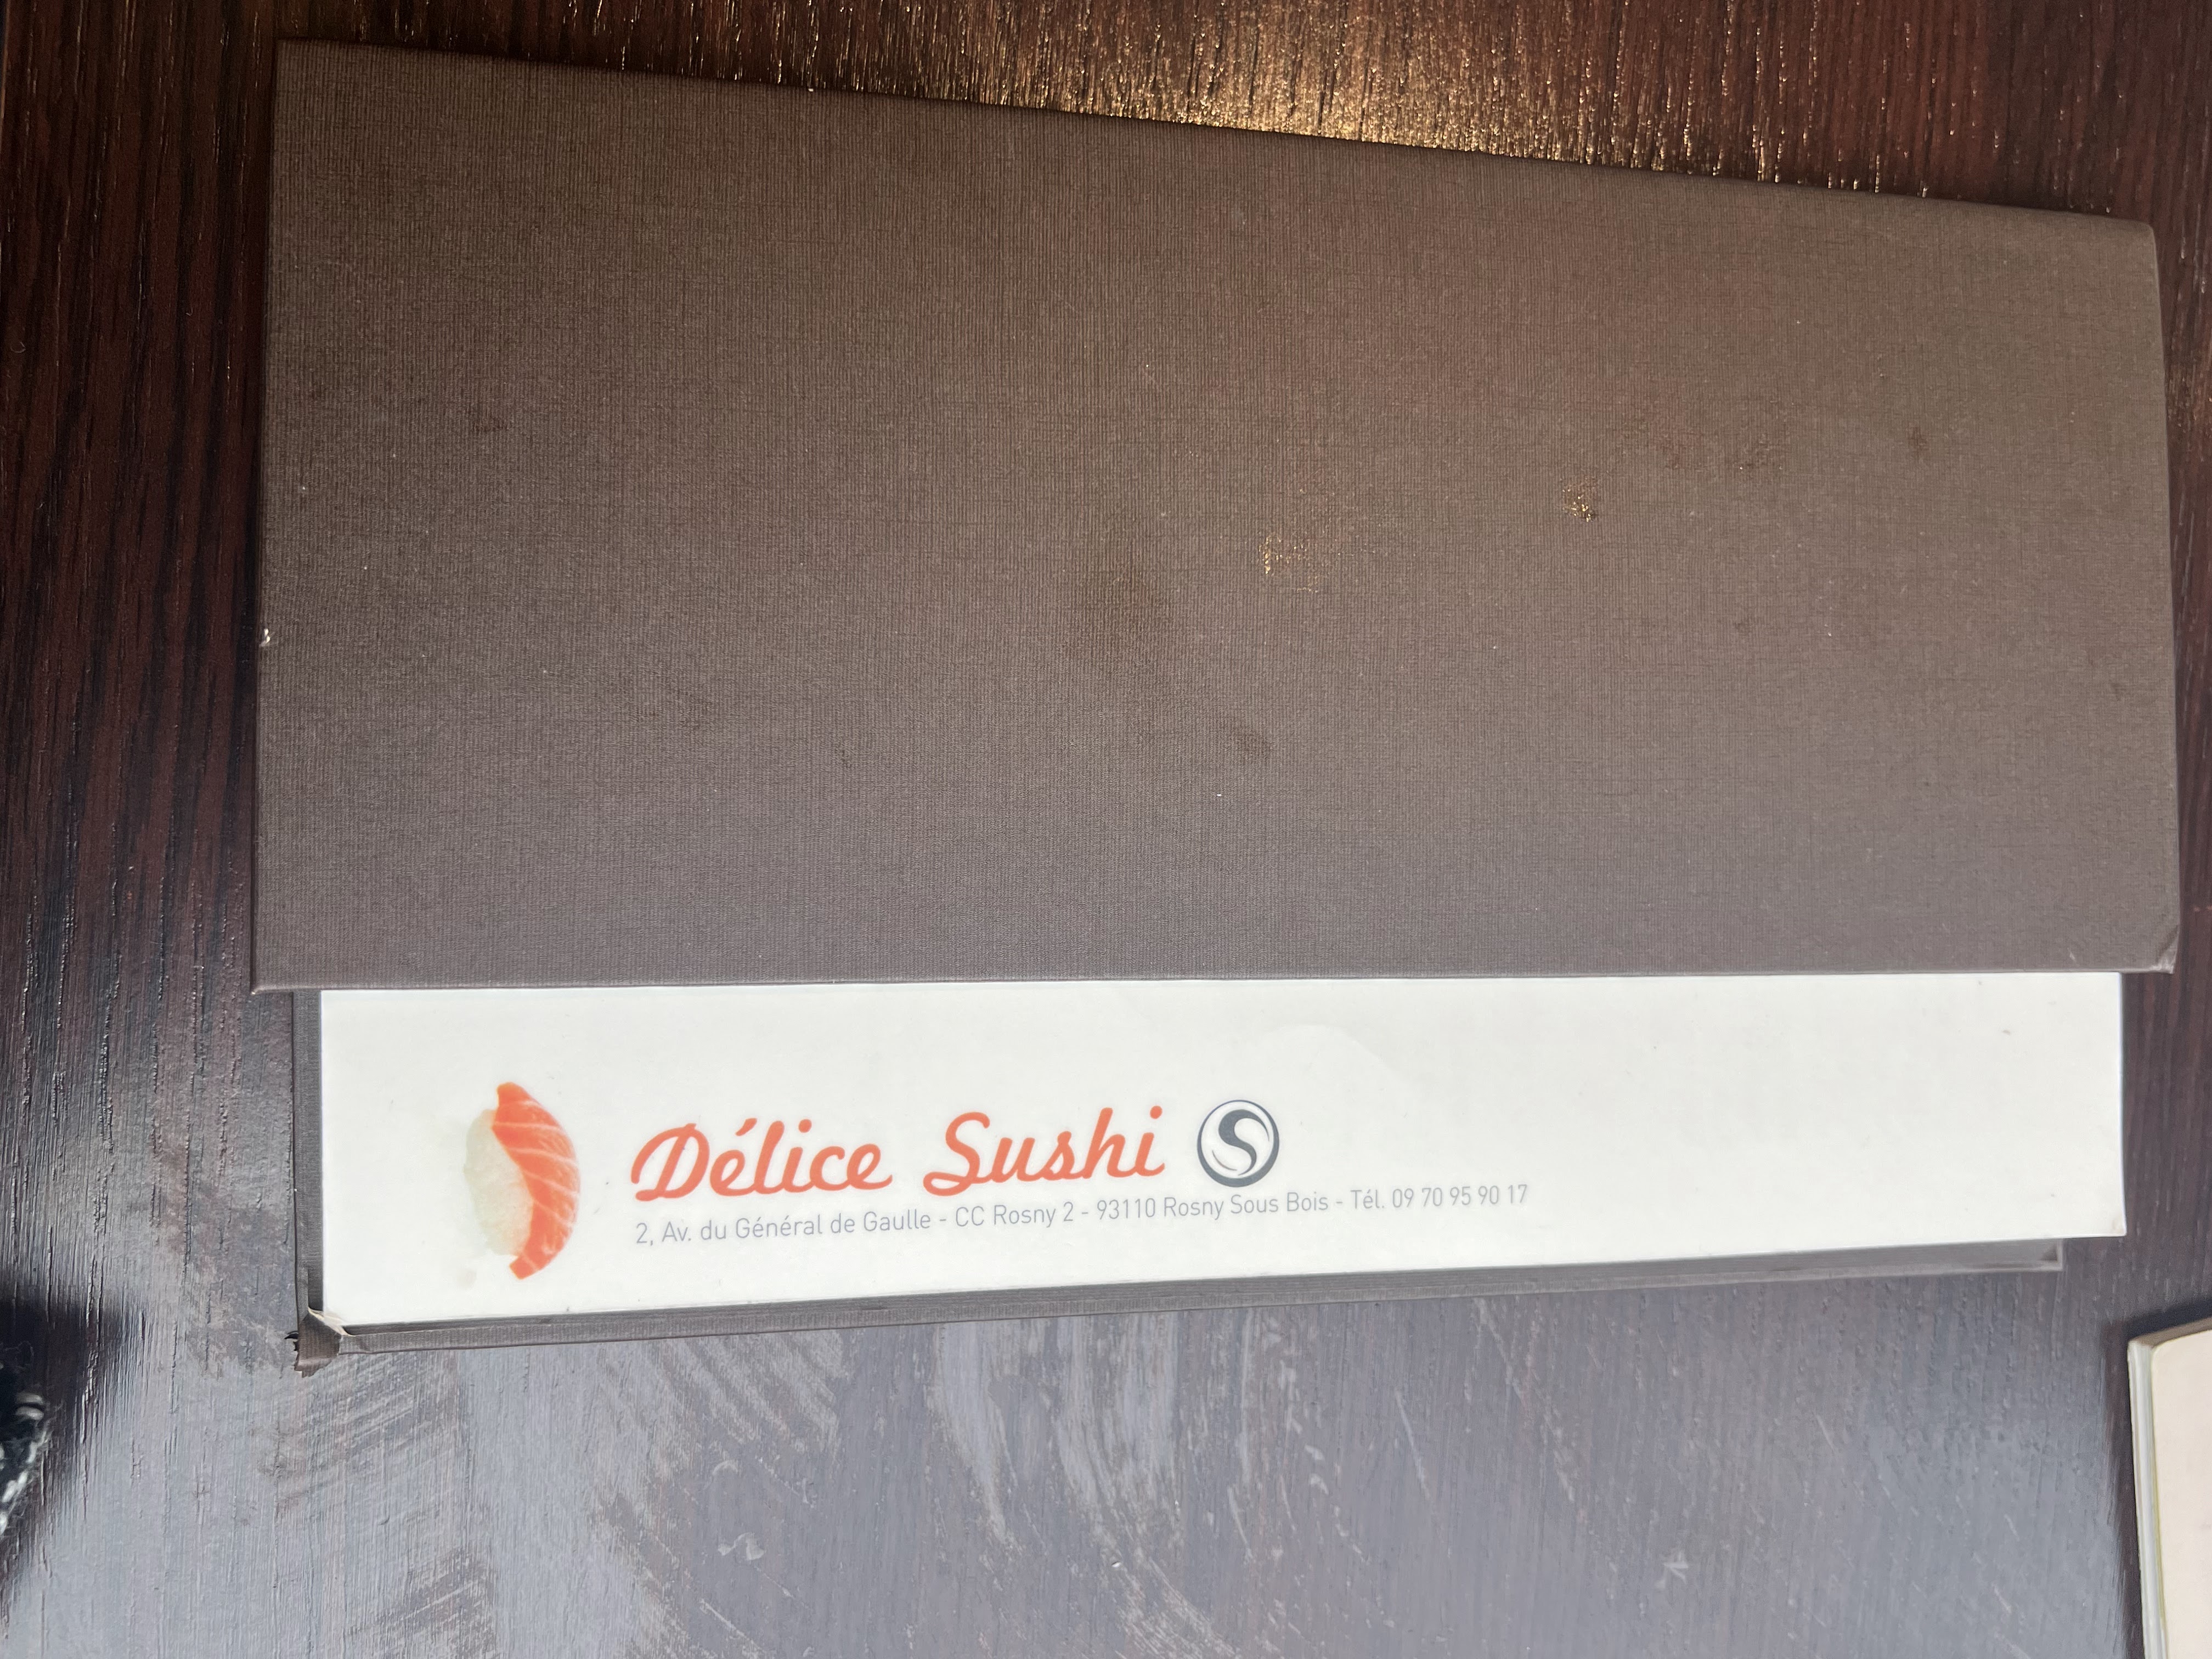 Délice Sushi S
2, Av. du Général de Gaulle - CC Rosny 2 - 93110 Rosny Sous Bois - Tél. 09 70 95 90 17